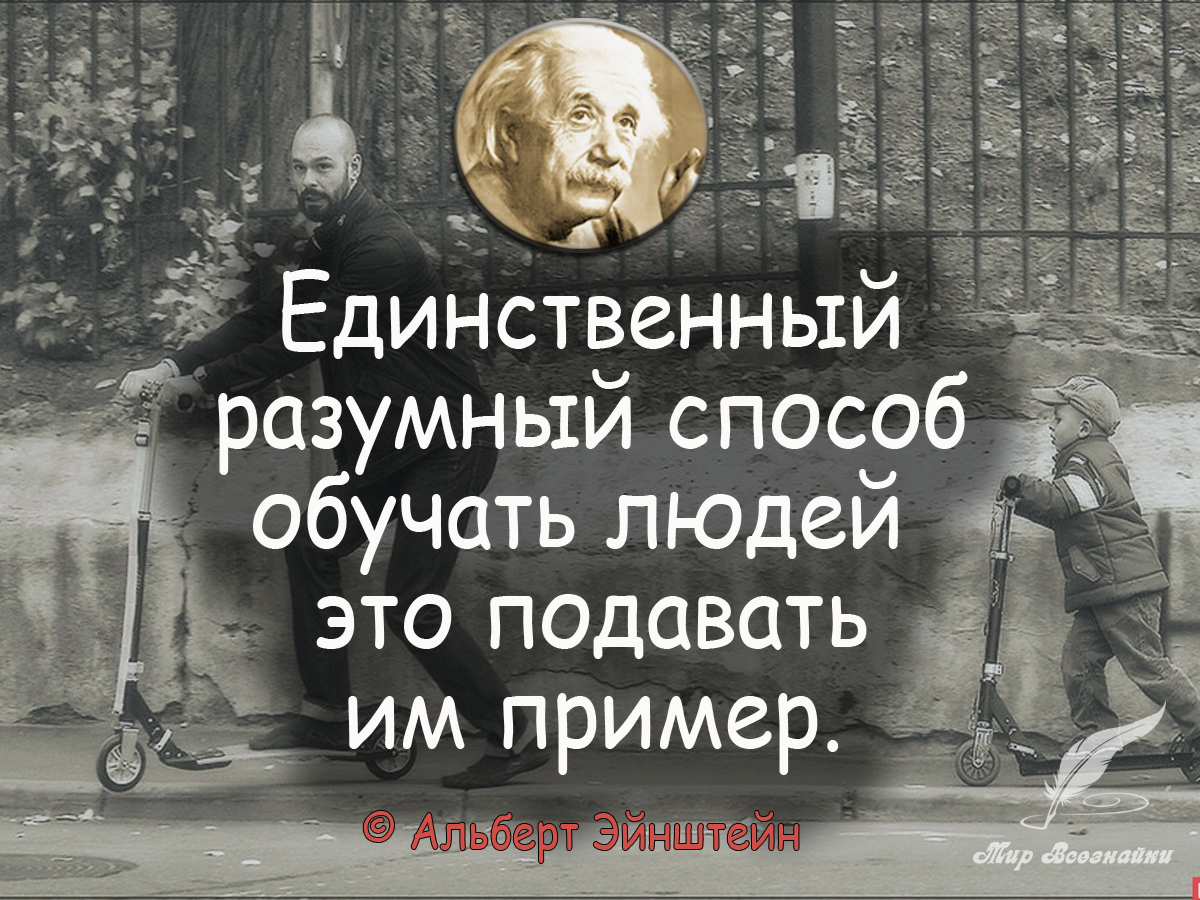 Единственный
разумный способ
обучать людей
это подавать
им пример.
© Альберт Эйнштейн
Мир Всезнайки